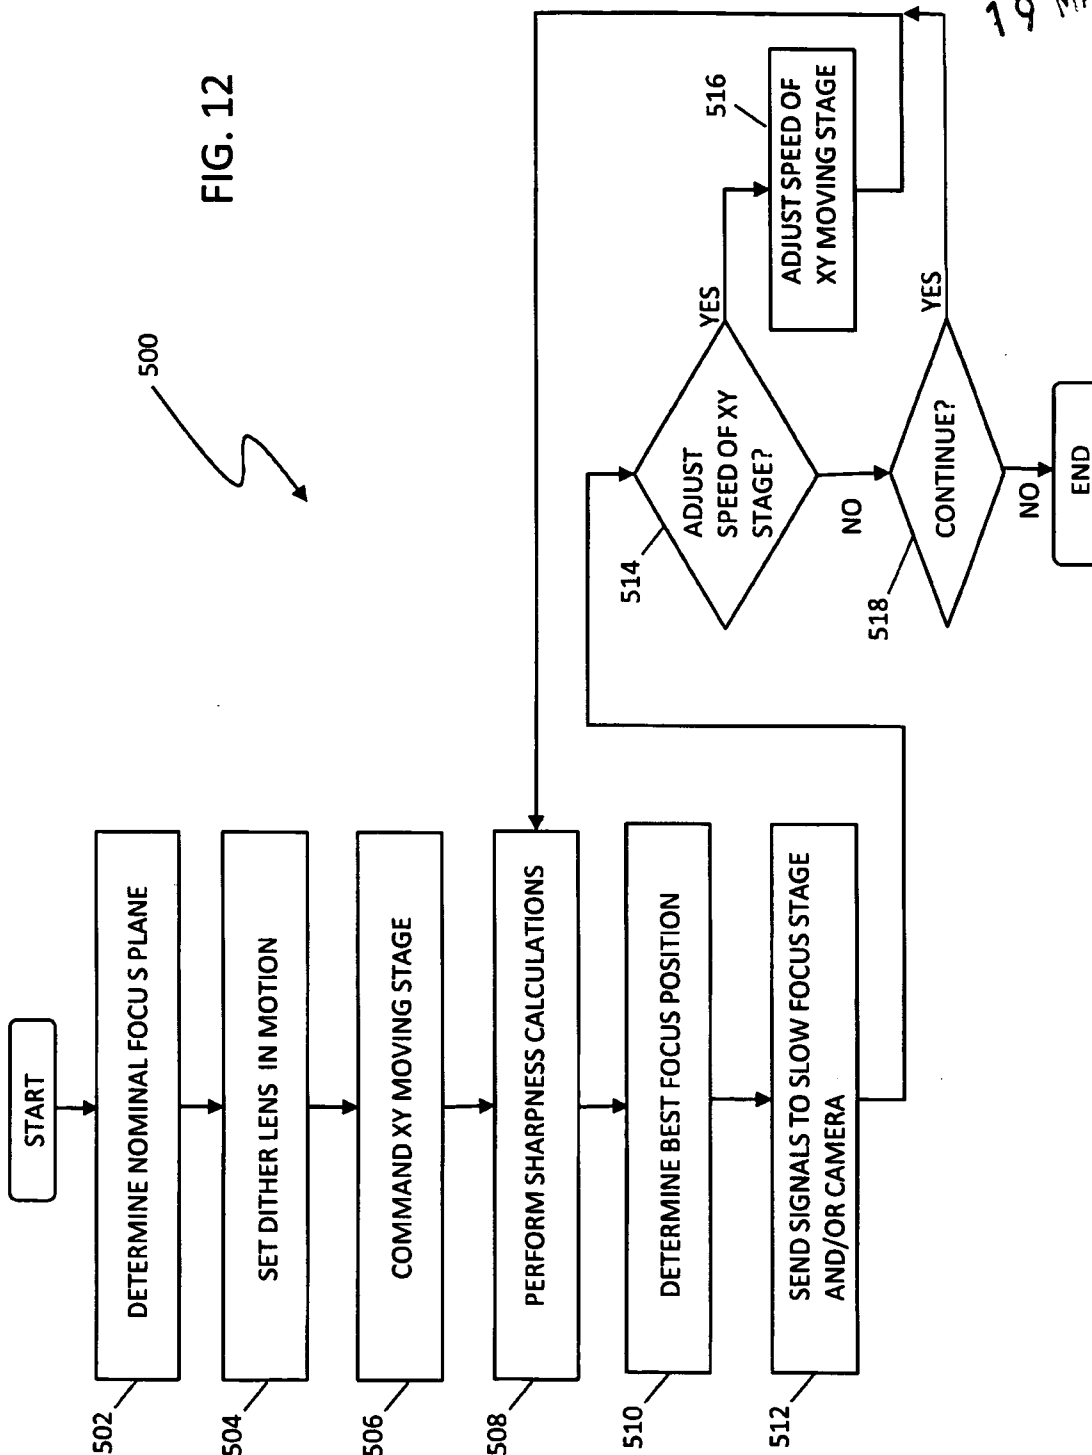 FIG. 12
500
START
502
DETERMINE NOMINAL FOCU S PLANE
504
SET DITHER LENS IN MOTION
506
COMMAND XY MOVING STAGE
508
PERFORM SHARPNESS CALCULATIONS
510
DETERMINE BEST FOCUS POSITION
512
SEND SIGNALS TO SLOW FOCUS STAGE
AND/OR CAMERA
514
ADJUST
SPEED OF XY
STAGE?
YES
516
ADJUST SPEED OF
XY MOVING STAGE
NO
518
CONTINUE?
YES
NO
END
19